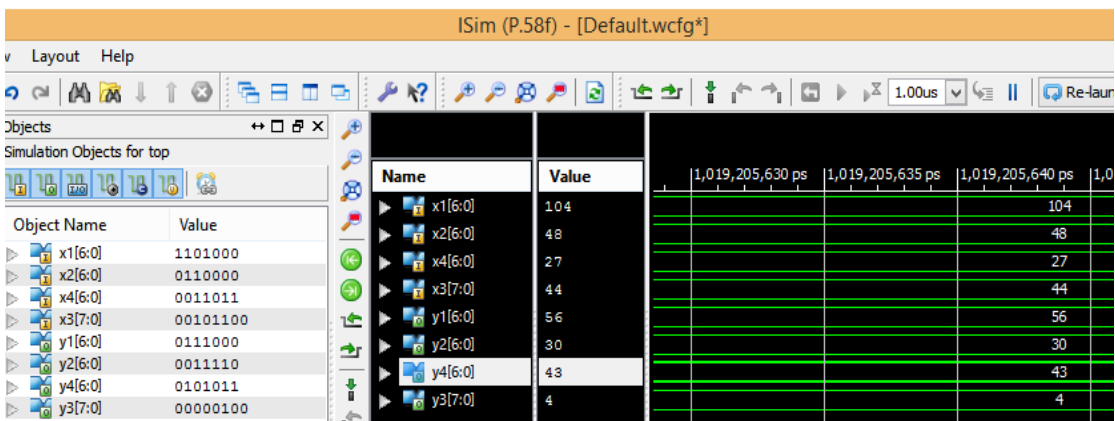 ISim (P.58f) - [Default.wcfg*]
Layout Help
1.00us Re-laun
Objects
Simulation Objects for top
Object Name Value
x1[6:0] 1101000
x2[6:0] 0110000
x4[6:0] 0011011
x3[7:0] 00101100
y1[6:0] 0111000
y2[6:0] 0011110
y4[6:0] 0101011
y3[7:0] 00000100
Name Value
x1[6:0] 104
x2[6:0] 48
x4[6:0] 27
x3[7:0] 44
y1[6:0] 56
y2[6:0] 30
y4[6:0] 43
y3[7:0] 4
1,019,205,630 ps 1,019,205,635 ps 1,019,205,640 ps 1,0
104
48
27
44
56
30
43
4